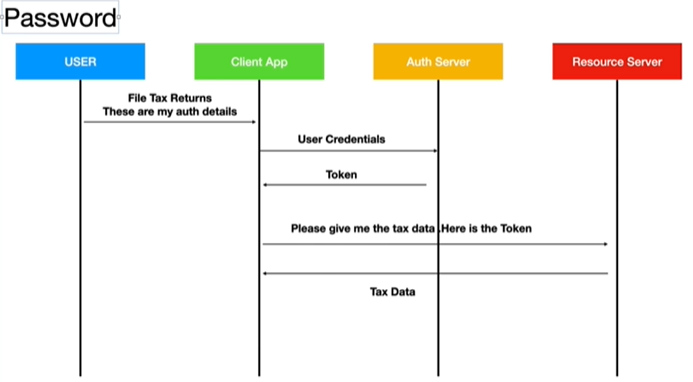 Password
USER
Client App
Auth Server
Resource Server
File Tax Returns
These are my auth details
User Credentials
Token
Please give me the tax data .Here is the Token
Tax Data